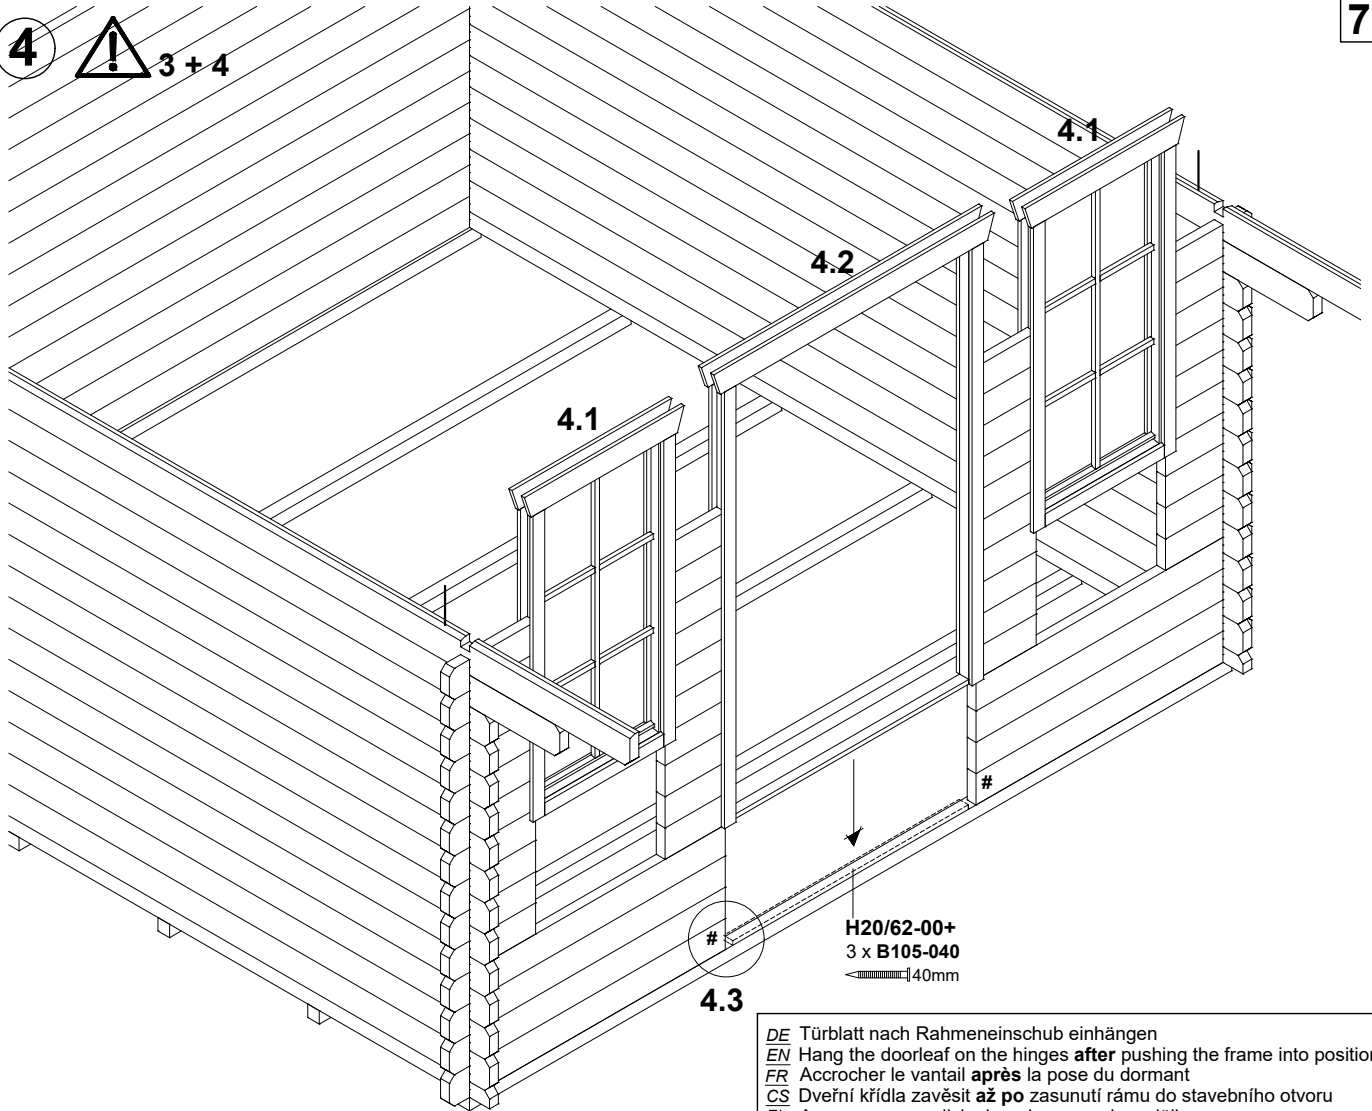 4
3 + 4
7
4.1
4.2
4.1
#
#
H20/62-00+
3 x B105-040
40mm
4.3
DE Türblatt nach Rahmeneinschub einhängen
EN Hang the doorleaf on the hinges after pushing the frame into position
FR Accrocher le vantail après la pose du dormant
CS Dveřní křídla zavěsit až po zasunutí rámu do stavebního otvoru